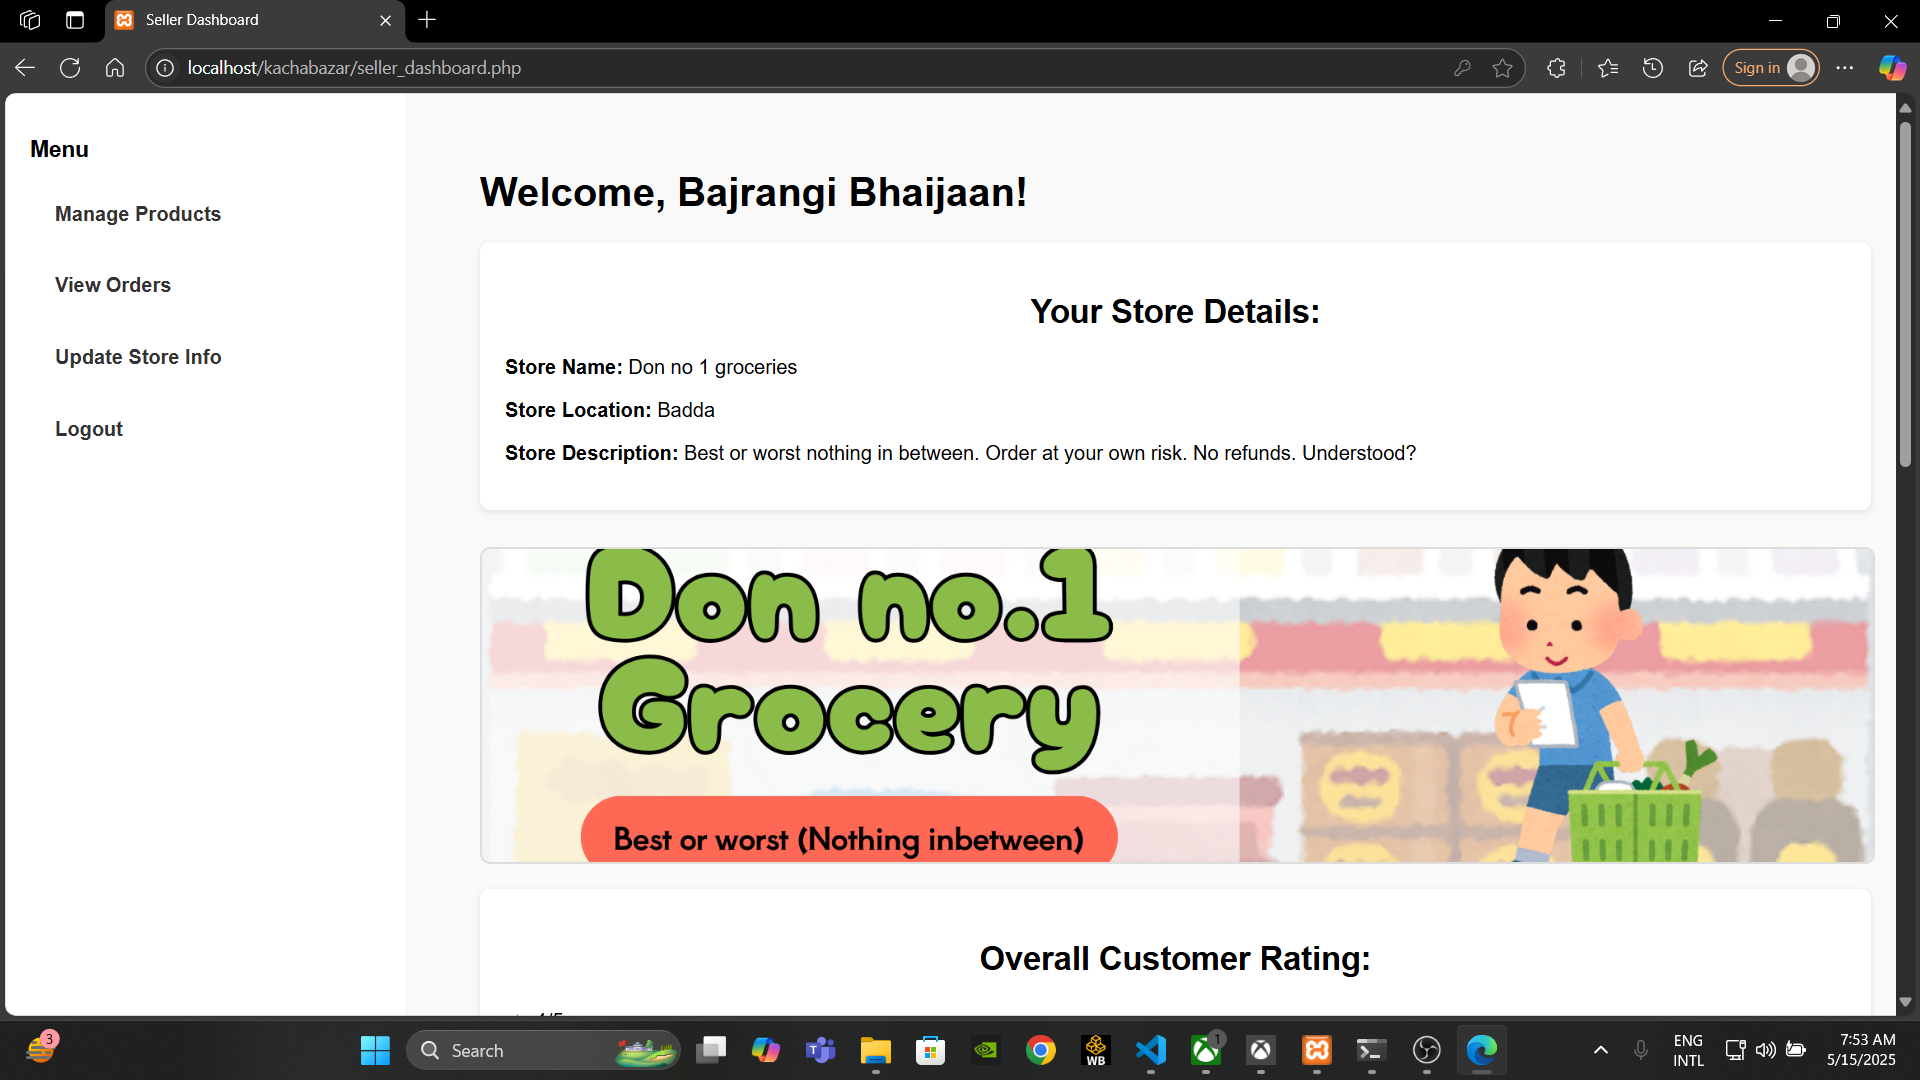 Seller Dashboard
localhost/kachabazar/seller_dashboard.php
Sign in
Menu
Manage Products
View Orders
Update Store Info
Logout
Welcome, Bajrangi Bhaijaan!
Your Store Details:
Store Name: Don no 1 groceries
Store Location: Badda
Store Description: Best or worst nothing in between. Order at your own risk. No refunds. Understood?
Don no.1
Grocery
Best or worst (Nothing inbetween)
Overall Customer Rating:
3
Search
WB
1
ENG
INTL
7:53 AM
5/15/2025